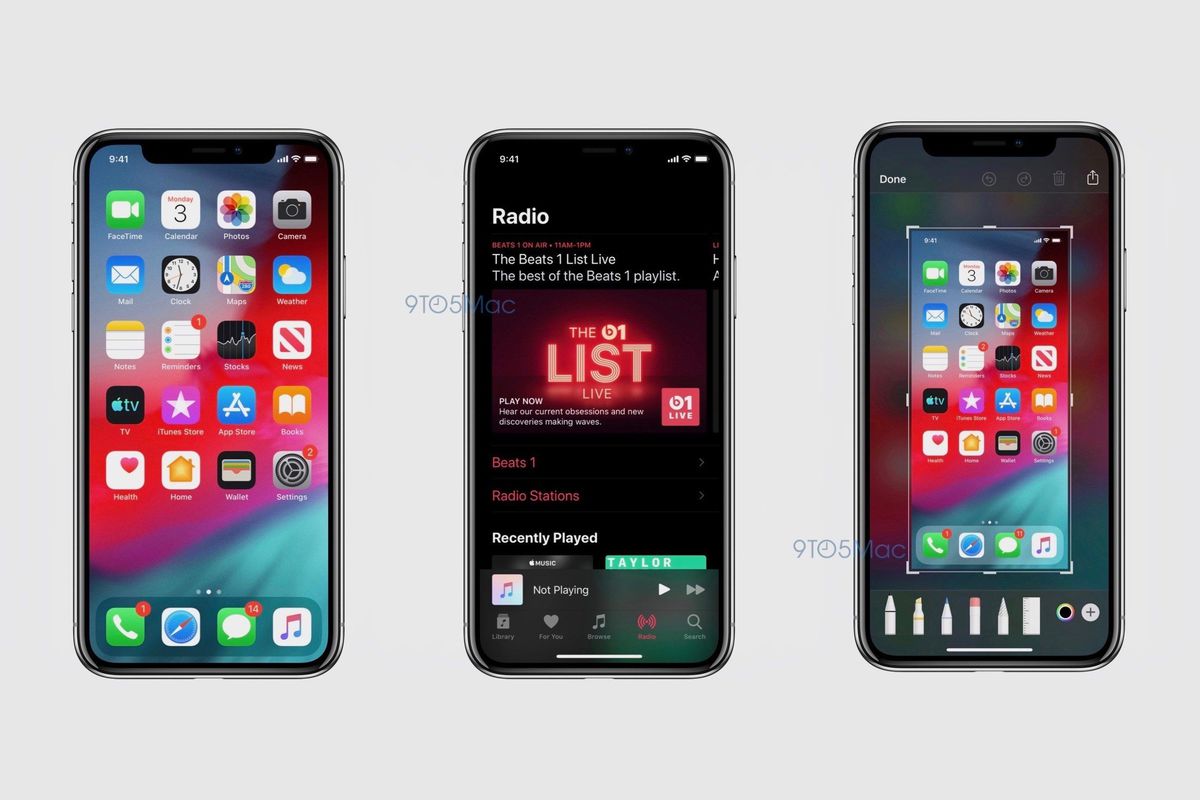 9:41
Monday
3
FaceTime Calendar Photos Camera
Mail Clock Maps Weather
1
Notes Reminders Stocks News
tv
TV iTunes Store App Store Books
2
Health Home Wallet Settings
1 14
9TO5Mac
9:41
Radio
BEATS 1 ON AIR • 11AM-1PM
The Beats 1 List Live
The best of the Beats 1 playlist.
THE b1
LIST
LIVE
PLAY NOW
Hear our current obsessions and new
discoveries making waves.
b1
LIVE
Beats 1
Radio Stations
Recently Played
MUSIC
TAYLOR
Not Playing
Library For You Browse Radio Search
9TO5Mac
Done
9:41
Monday
3
FaceTime Calendar Photos Camera
Mail Clock Maps Weather
2
Notes Reminders Stocks News
tv
TV iTunes Store App Store Books
1
Health Home Wallet Settings
1 11